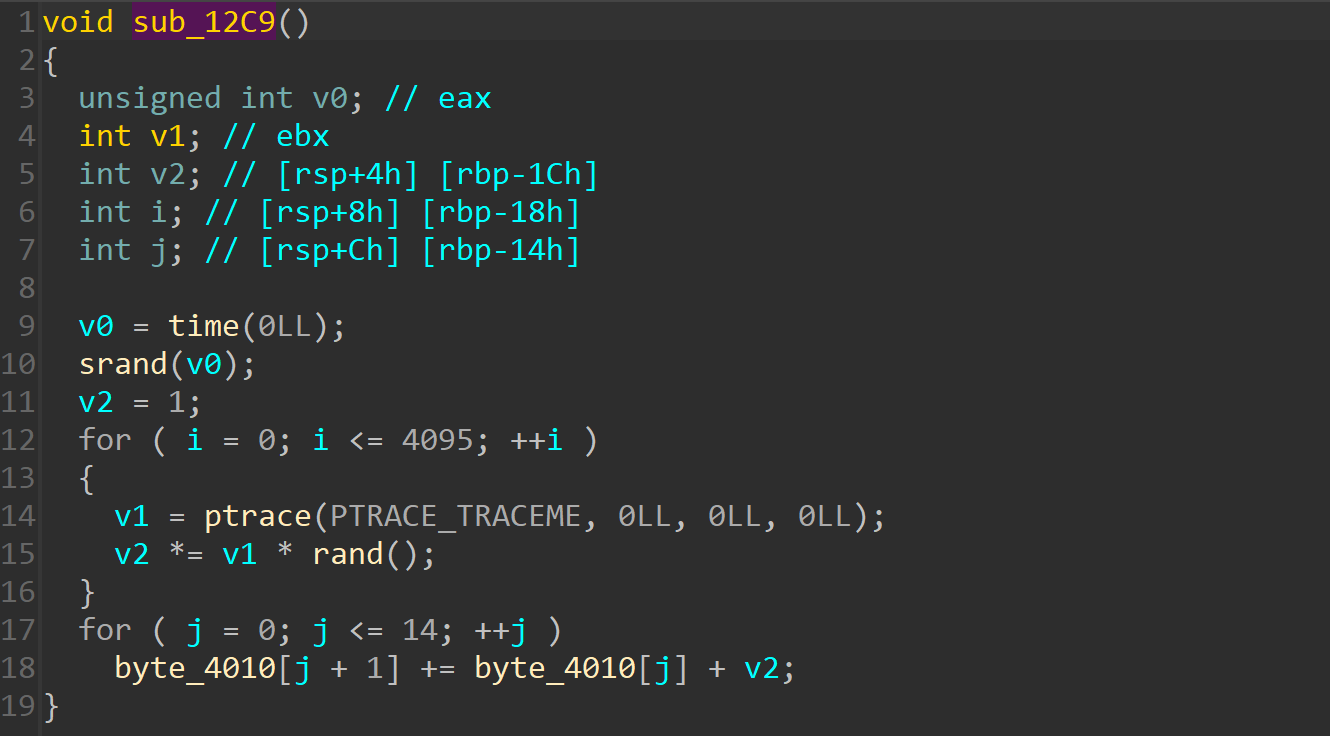 1 void sub_12C9()
2 {
3   unsigned int v0; // eax
4   int v1; // ebx
5   int v2; // [rsp+4h] [rbp-1Ch]
6   int i; // [rsp+8h] [rbp-18h]
7   int j; // [rsp+Ch] [rbp-14h]
8
9   v0 = time(0LL);
10   srand(v0);
11   v2 = 1;
12   for ( i = 0; i <= 4095; ++i )
13   {
14     v1 = ptrace(PTRACE_TRACEME, 0LL, 0LL, 0LL);
15     v2 *= v1 * rand();
16   }
17   for ( j = 0; j <= 14; ++j )
18     byte_4010[j + 1] += byte_4010[j] + v2;
19 }